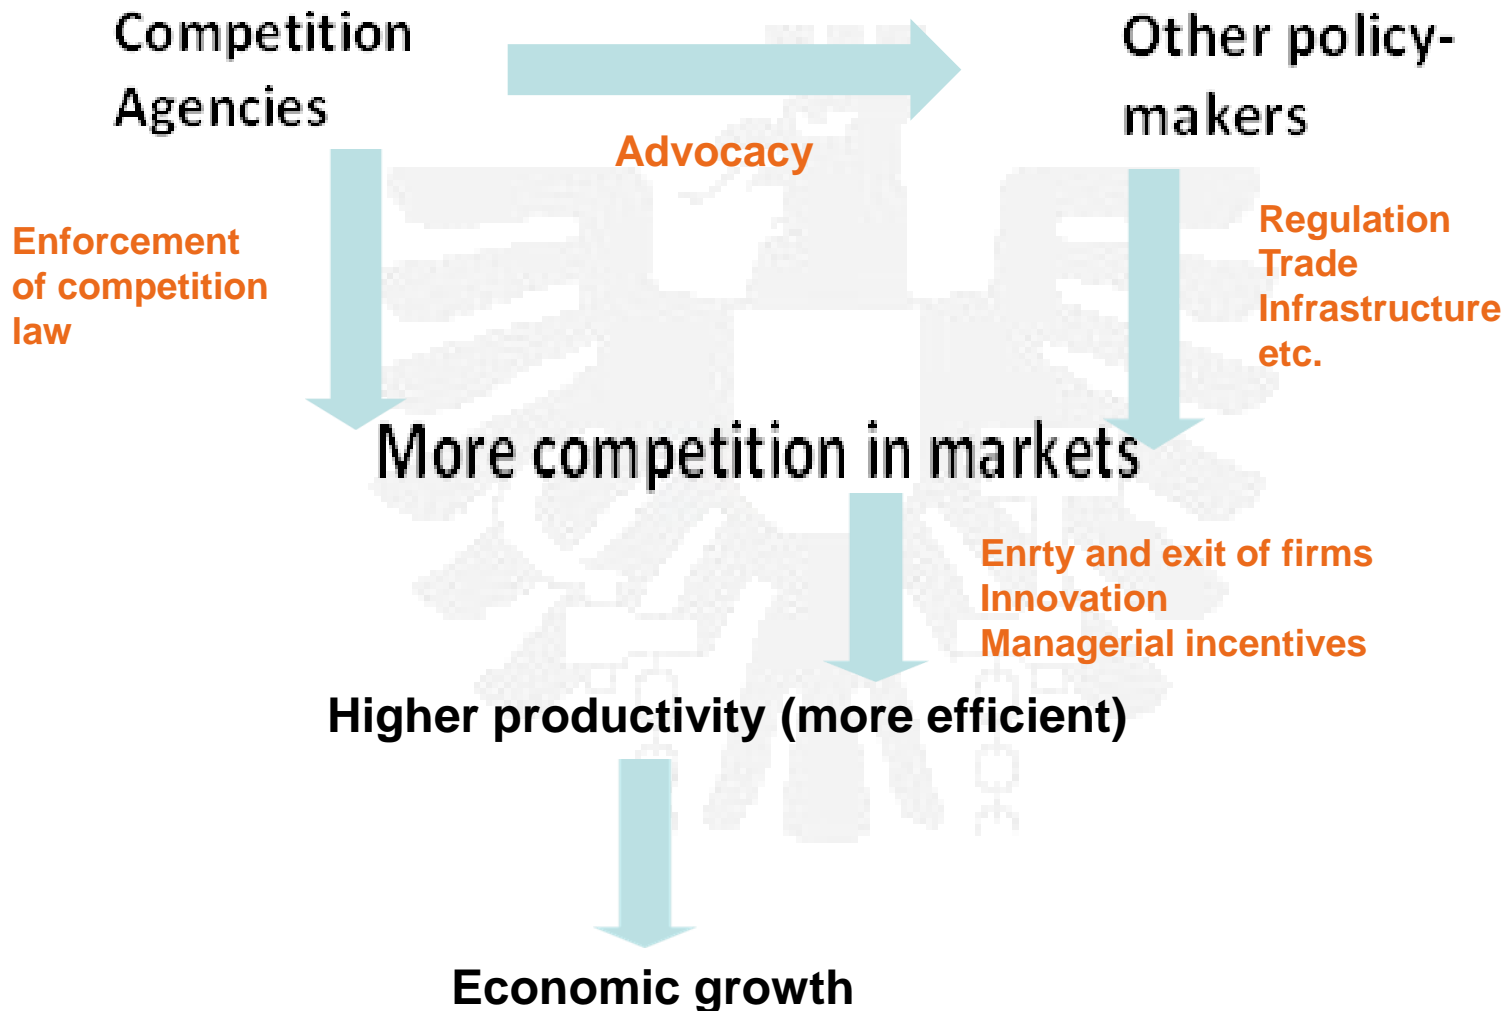 Competition
Agencies
Advocacy
Other policy-
makers
Enforcement
of competition
law
Regulation
Trade
Infrastructure
etc.
More competition in markets
Enrty and exit of firms
Innovation
Managerial incentives
Higher productivity (more efficient)
Economic growth